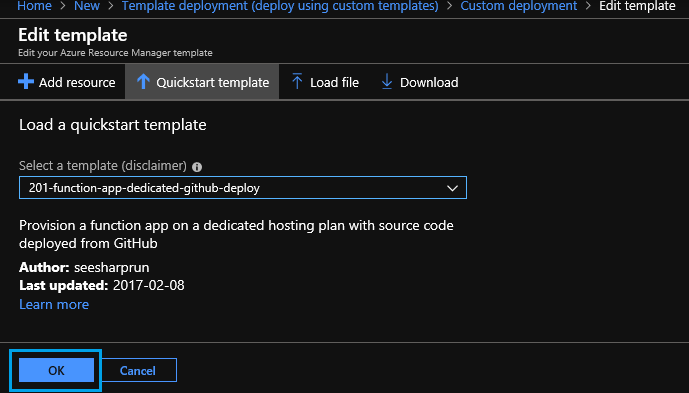 Home > New > Template deployment (deploy using custom templates) > Custom deployment > Edit template
Edit template
Edit your Azure Resource Manager template
Add resource Quickstart template Load file Download
Load a quickstart template
Select a template (disclaimer)
201-function-app-dedicated-github-deploy
Provision a function app on a dedicated hosting plan with source code
deployed from GitHub
Author: seesharprun
Last updated: 2017-02-08
Learn more
OK Cancel